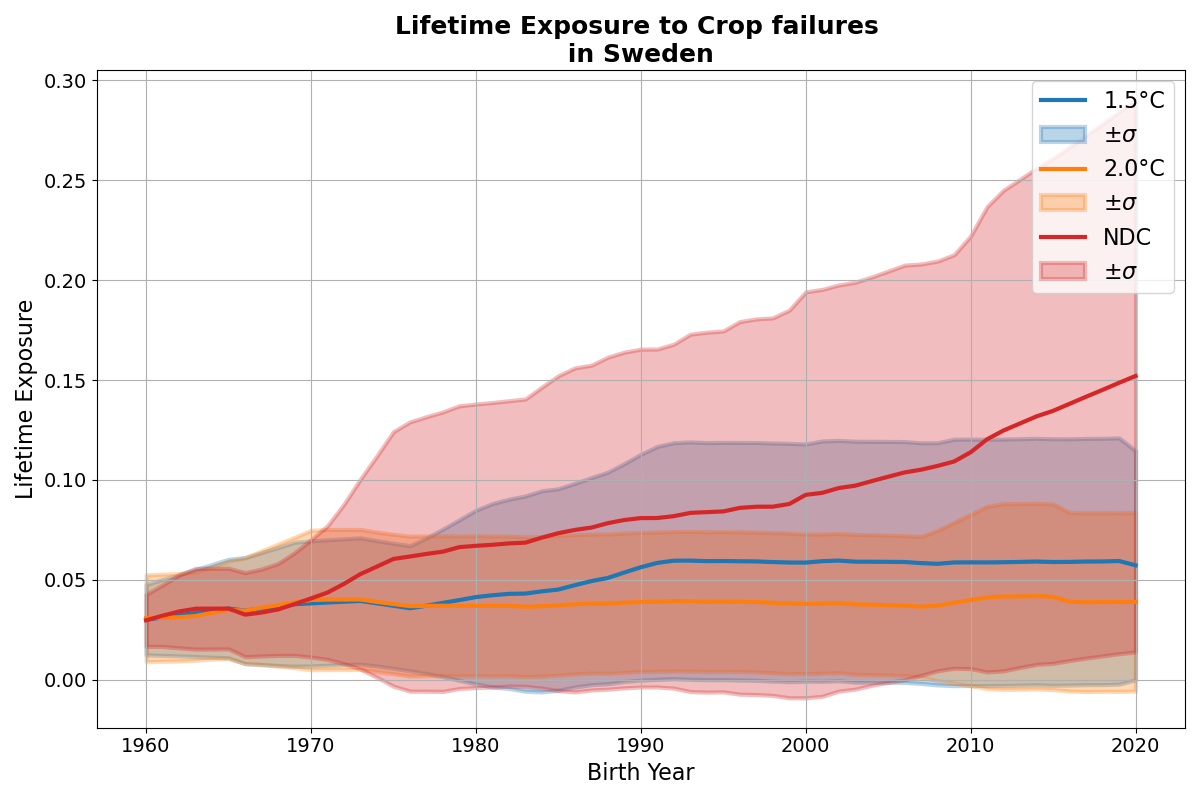 Lifetime Exposure to Crop failures
in Sweden
Lifetime Exposure
0.30
0.25
0.20
0.15
0.10
0.05
0.00
1960 1970 1980 1990 2000 2010 2020
Birth Year
1.5°C
±σ
2.0°C
±σ
NDC
±σ